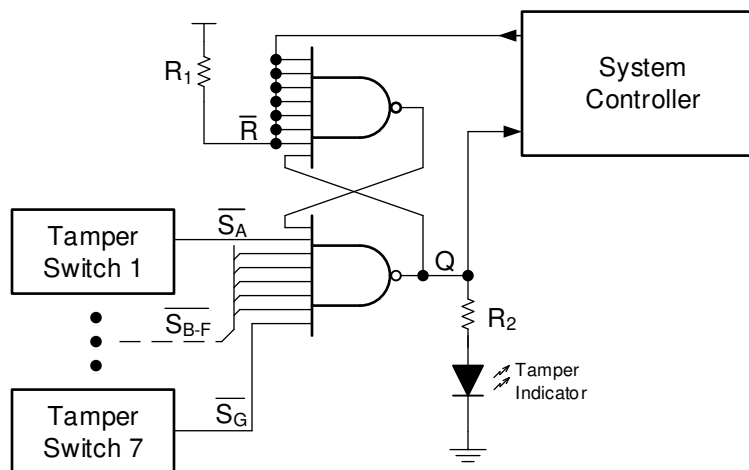 R1
R̅
System
Controller
Tamper
Switch 1
S̅A̅
S̅B̅-̅F̅
Q
R2
Tamper
Indicator
Tamper
Switch 7
S̅G̅